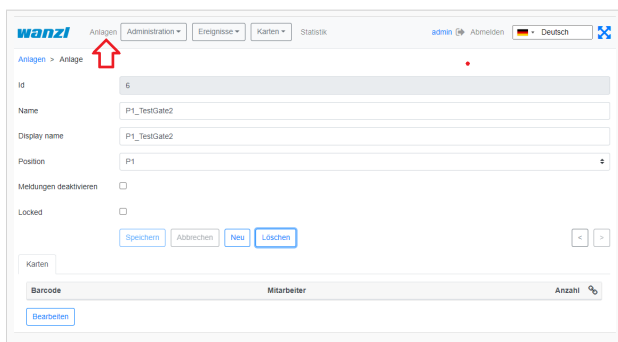 wanzl Anlagen Administration Ereignisse Karten Statistik admin Abmelden Deutsch
Anlagen > Anlage
Id 6
Name P1_TestGate2
Display name P1_TestGate2
Position P1
Meldungen deaktivieren
Locked
Speichern Abbrechen Neu Löschen < >
Karten
Barcode Mitarbeiter Anzahl
Bearbeiten